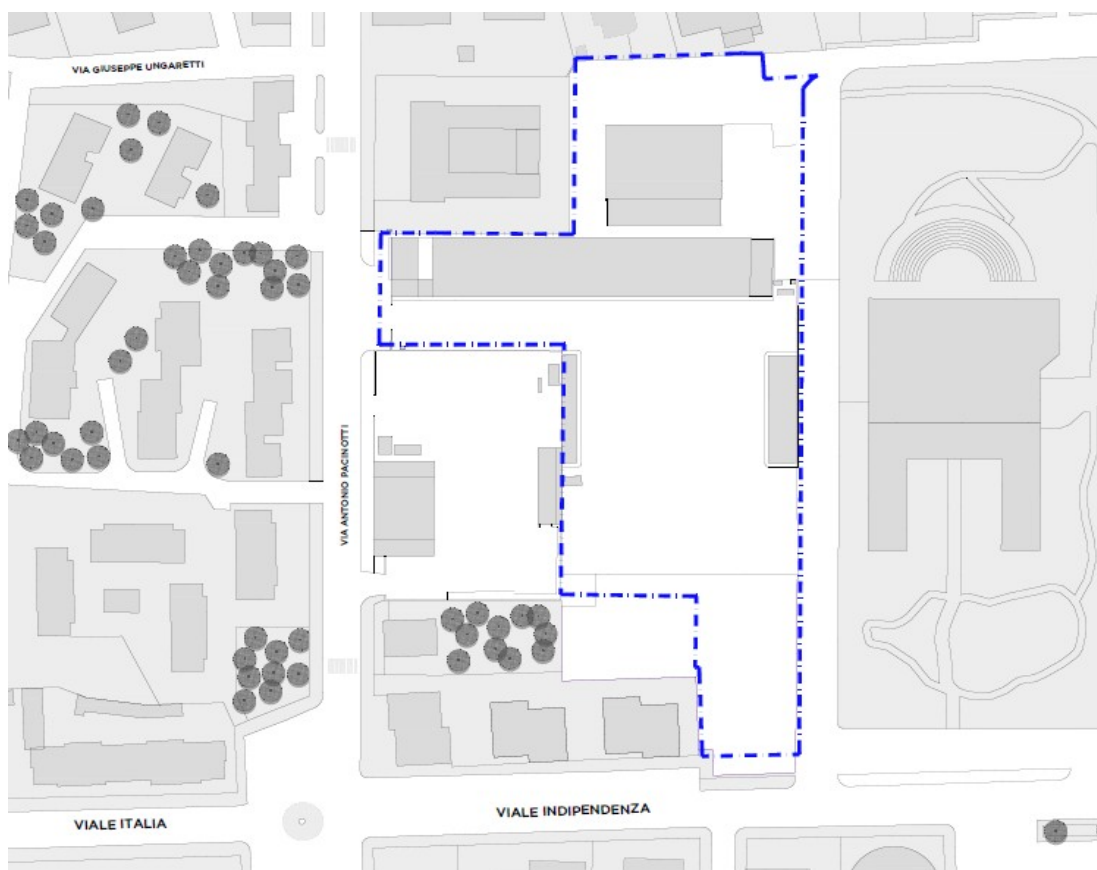 VIA GIUSEPPE UNGARETTI
VIA ANTONIO PACINOTTI
VIALE INDIPENDENZA
VIALE ITALIA